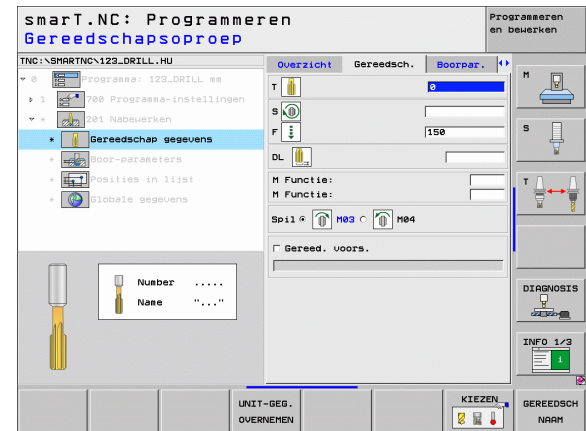 smarT.NC: Programmeren
Gereedschapsoproep
Programmeren
en bewerken
TNC:\SMARTNC\123_DRILL.HU
0 Programma: 123_DRILL mm
1 700 Programma-instellingen
* 201 Nabewerken
* Gereedschap gegevens
* Boor-parameters
* Posities in lijst
* Globale gegevens
Number .....
Name "..."
Overzicht Gereedsch. Boorpar.
T 0
S
F 150
DL
M Functie:
M Functie:
Spil M03 M04
Gereed. voors.
M
S
T
DIAGNOSIS
INFO 1/3
UNIT-GEG.
OVERNEMEN
KIEZEN
GEREEDSCH
NAAM